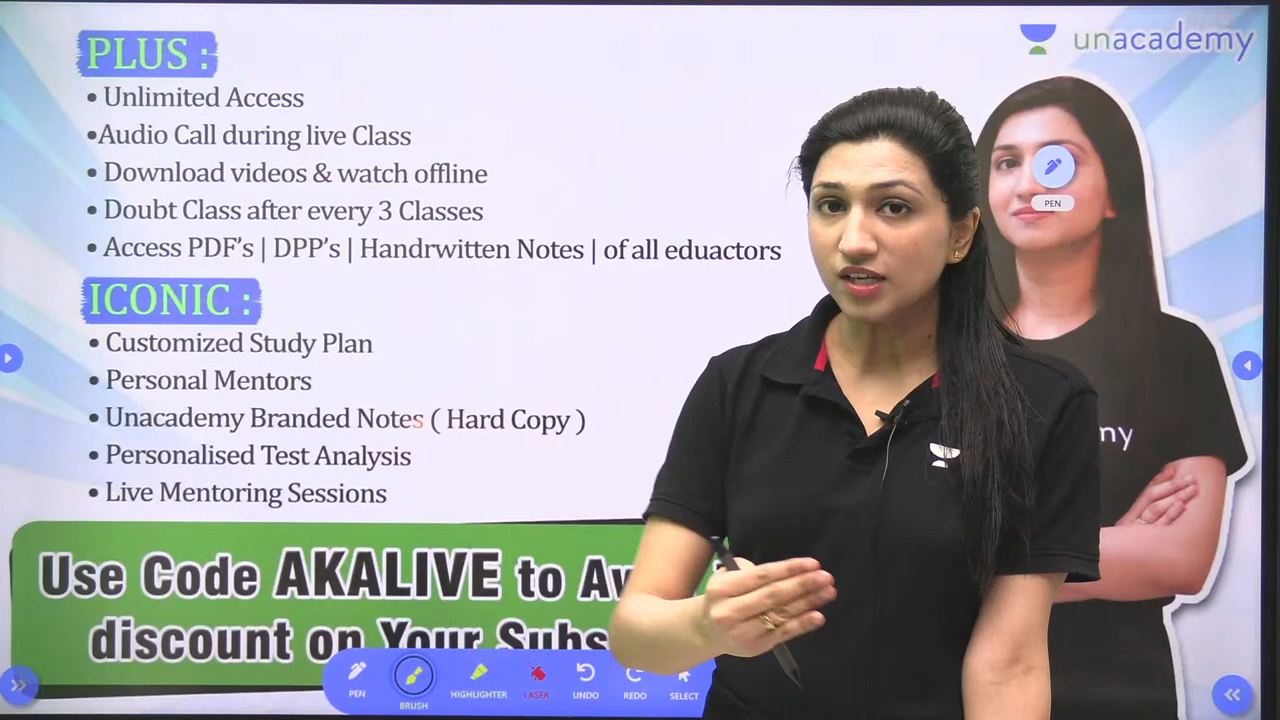 PLUS :
unacademy
• Unlimited Access
•Audio Call during live Class
• Download videos & watch offline
• Doubt Class after every 3 Classes
• Access PDF's | DPP's | Handrwitten Notes | of all eduactors
PEN
ICONIC :
• Customized Study Plan
• Personal Mentors
• Unacademy Branded Notes ( Hard Copy )
• Personalised Test Analysis
• Live Mentoring Sessions
my
Use Code AKALIVE to
discount on Your
PEN
BRUSH
HIGHLIGHTER
LASER
UNDO
REDO
SELECT